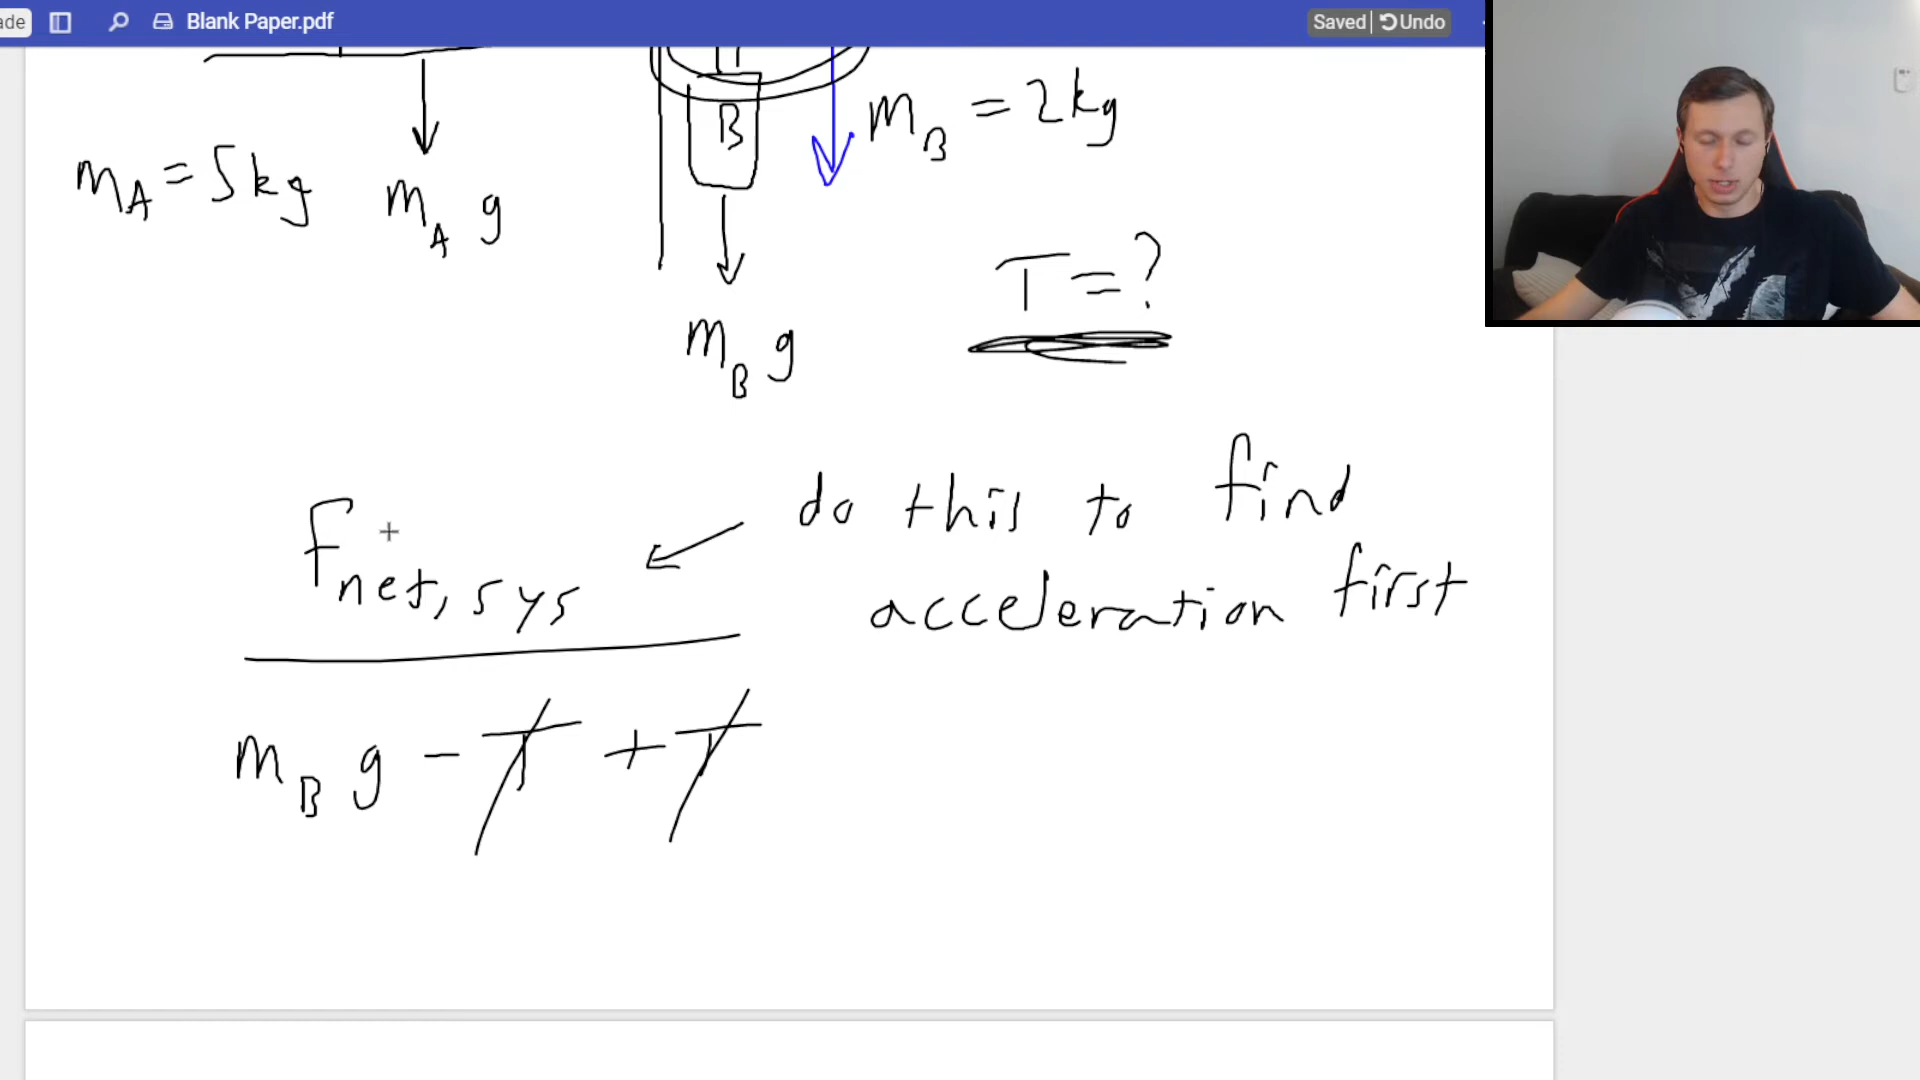 ade Blank Paper.pdf Saved Undo
B
m_B = 2kg
m_A = 5kg
m_A g
T = ?
m_B g
F_net, sys
do this to find
acceleration first
m_B g - T + T